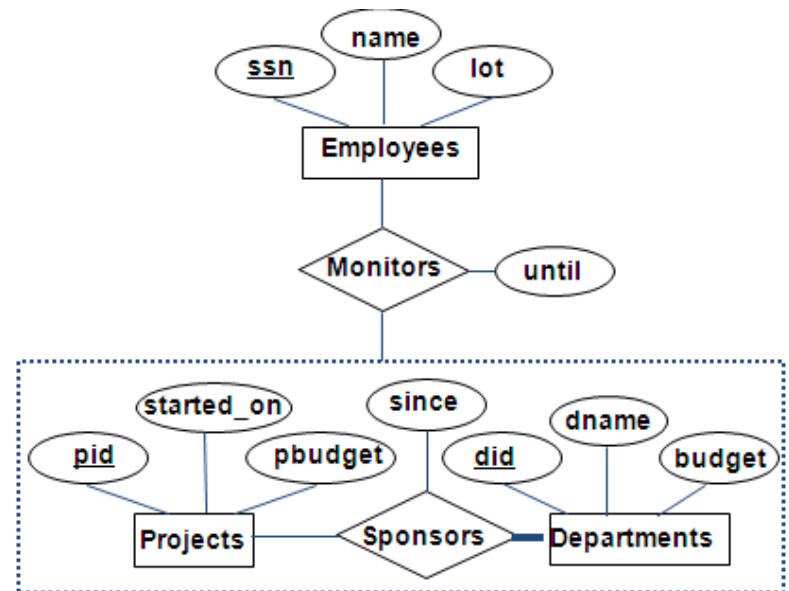 name
ssn
lot
Employees
Monitors
until
started_on
since
dname
pid
pbudget
did
budget
Projects
Sponsors
Departments